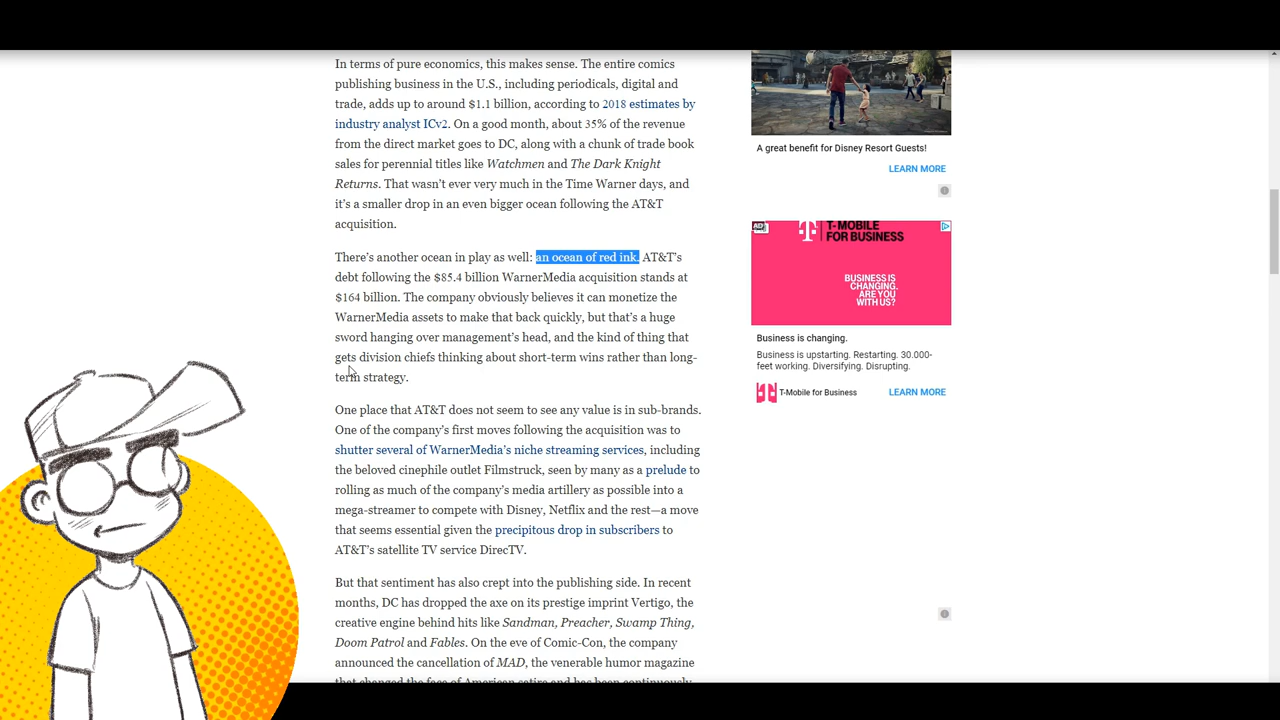 In terms of pure economics, this makes sense. The entire comics
publishing business in the U.S., including periodicals, digital and
trade, adds up to around $1.1 billion, according to 2018 estimates by
industry analyst ICv2. On a good month, about 35% of the revenue
from the direct market goes to DC, along with a chunk of trade book
sales for perennial titles like Watchmen and The Dark Knight
Returns. That wasn't ever very much in the Time Warner days, and
it's a smaller drop in an even bigger ocean following the AT&T
acquisition.
There's another ocean in play as well: an ocean of red ink. AT&T's
debt following the $85.4 billion WarnerMedia acquisition stands at
$164 billion. The company obviously believes it can monetize the
WarnerMedia assets to make that back quickly, but that's a huge
sword hanging over management's head, and the kind of thing that
gets division chiefs thinking about short-term wins rather than long-
term strategy.
One place that AT&T does not seem to see any value is in sub-brands.
One of the company's first moves following the acquisition was to
shutter several of WarnerMedia's niche streaming services, including
the beloved cinephile outlet Filmstruck, seen by many as a prelude to
rolling as much of the company's media artillery as possible into a
mega-streamer to compete with Disney, Netflix and the rest—a move
that seems essential given the precipitous drop in subscribers to
AT&T's satellite TV service DirecTV.
But that sentiment has also crept into the publishing side. In recent
months, DC has dropped the axe on its prestige imprint Vertigo, the
creative engine behind hits like Sandman, Preacher, Swamp Thing,
Doom Patrol and Fables. On the eve of Comic-Con, the company
announced the cancellation of MAD, the venerable humor magazine
that changed the face of American satire and has been continuously
A great benefit for Disney Resort Guests!
LEARN MORE
AD
T-MOBILE
FOR BUSINESS
BUSINESS IS
CHANGING.
ARE YOU
WITH US?
Business is changing.
Business is upstarting. Restarting. 30.000-
feet working. Diversifying. Disrupting.
T-Mobile for Business
LEARN MORE